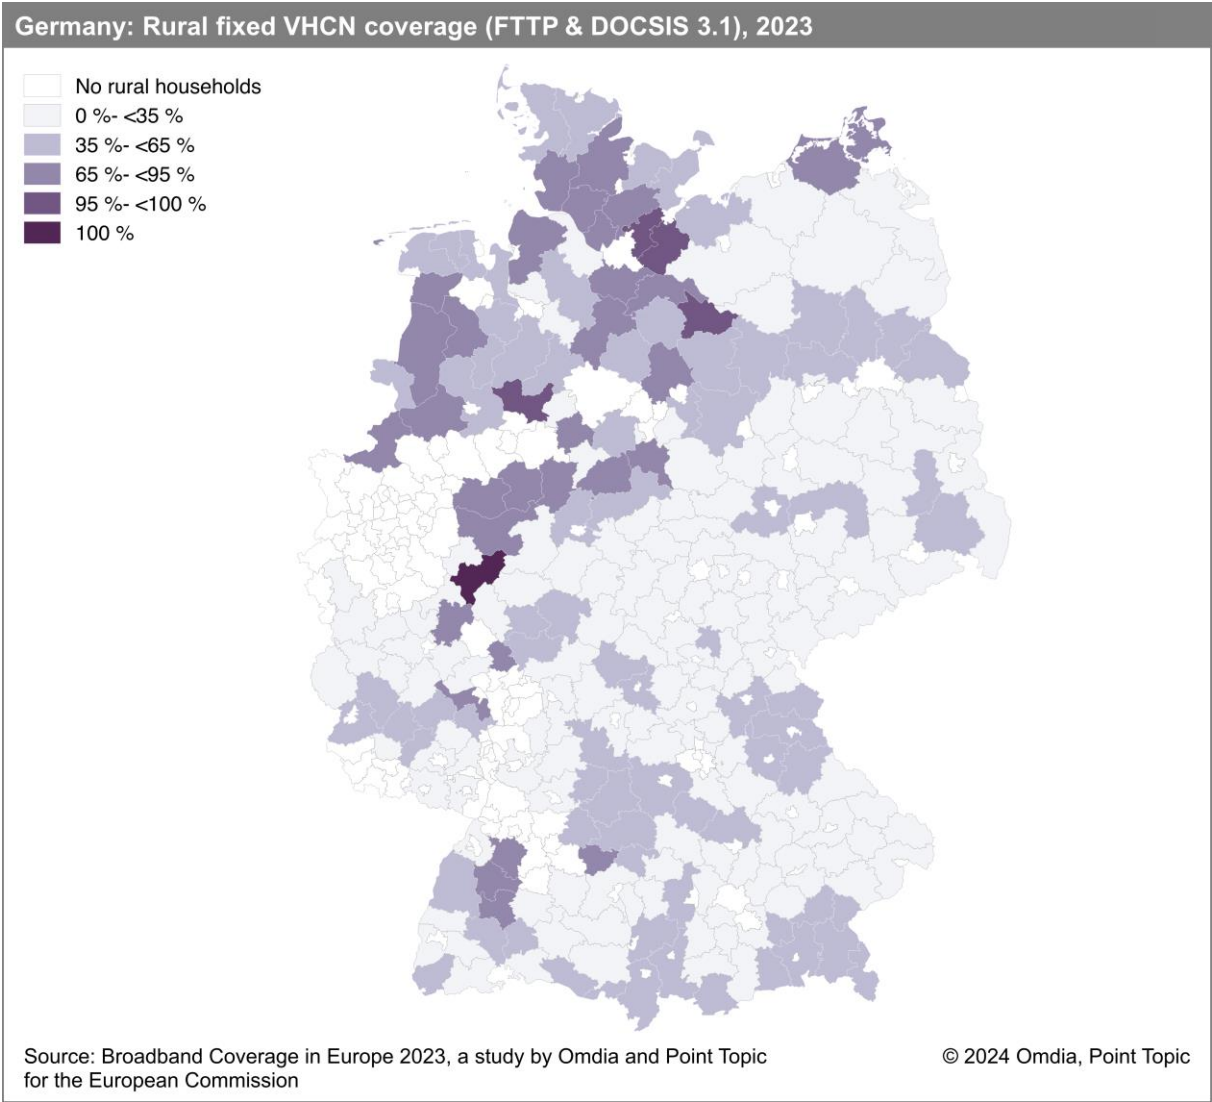 Germany: Rural fixed VHCN coverage (FTTP & DOCSIS 3.1), 2023
No rural households
0 %- <35 %
35 %- <65 %
65 %- <95 %
95 %- <100 %
100 %
Source: Broadband Coverage in Europe 2023, a study by Omdia and Point Topic
for the European Commission
© 2024 Omdia, Point Topic